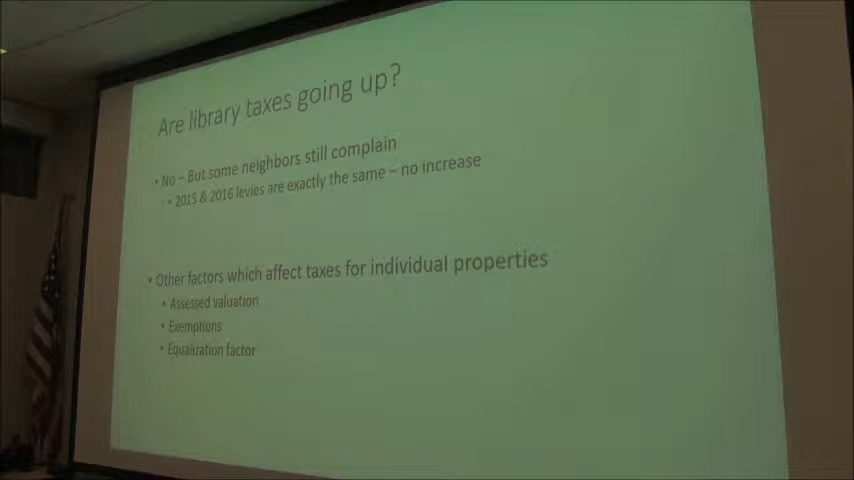 Are library taxes going up?
• No – But some neighbors still complain
• 2015 & 2016 levies are exactly the same – no increase
• Other factors which affect taxes for individual properties
• Assessed valuation
• Exemptions
• Equalization factor